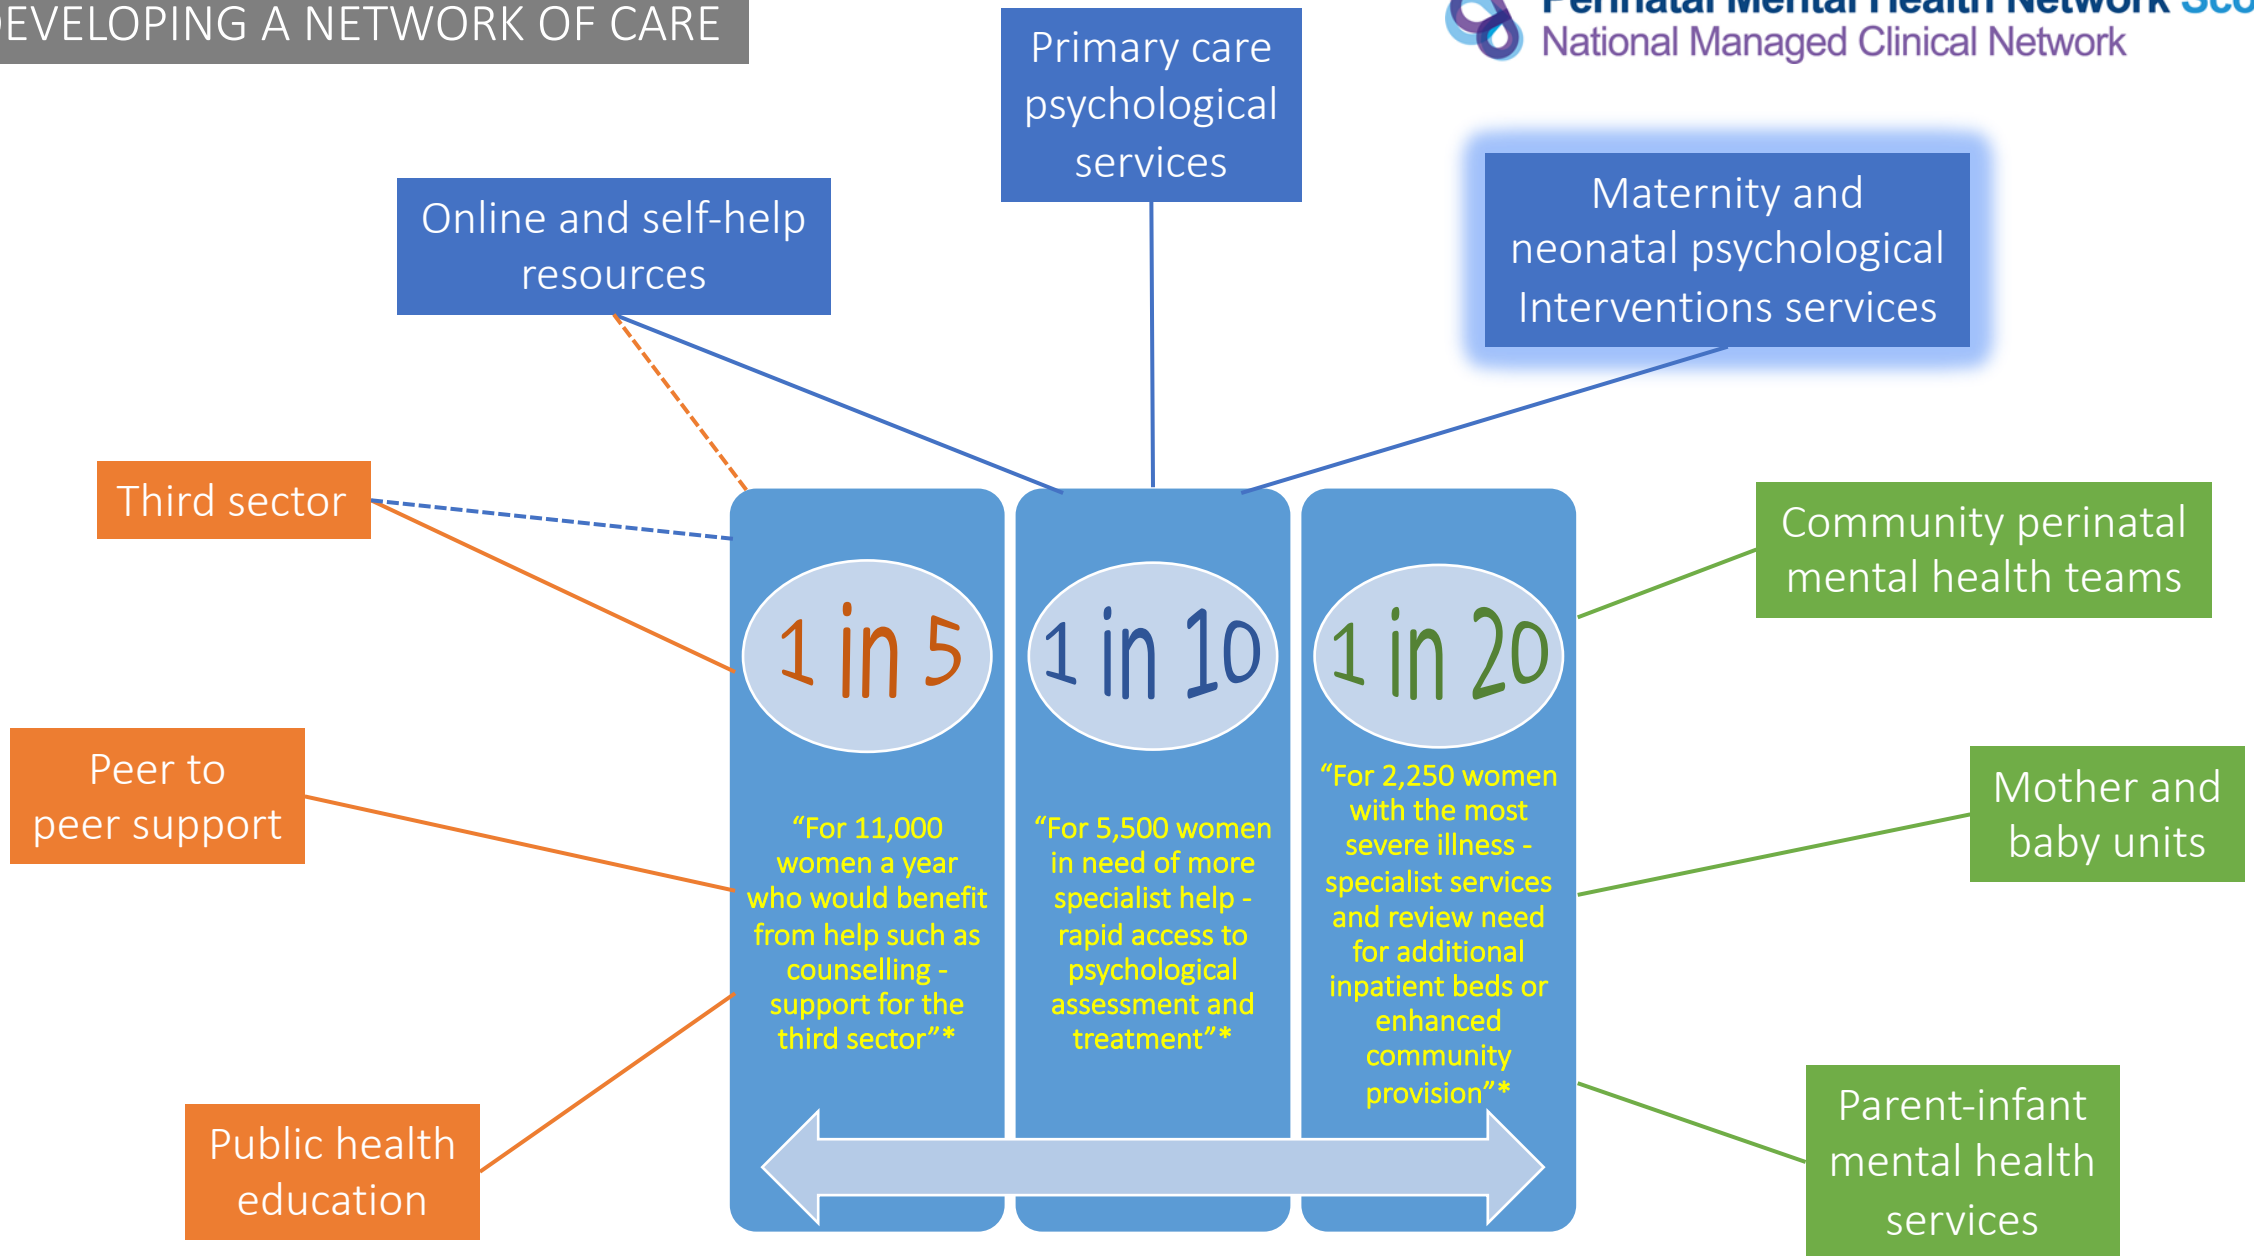 DEVELOPING A NETWORK OF CARE
Perinatal Mental Health Network
National Managed Clinical Network
Primary care
psychological
services
Online and self-help
resources
Maternity and
neonatal psychological
Interventions services
Third sector
Community perinatal
mental health teams
1 in 5
1 in 10
1 in 20
Peer to
peer support
Mother and
baby units
“For 11,000
women a year
who would benefit
from help such as
counselling -
support for the
third sector”*
“For 5,500 women
in need of more
specialist help -
rapid access to
psychological
assessment and
treatment”*
“For 2,250 women
with the most
severe illness -
specialist services
and review need
for additional
inpatient beds or
enhanced
community
provision”*
Public health
education
Parent-infant
mental health
services